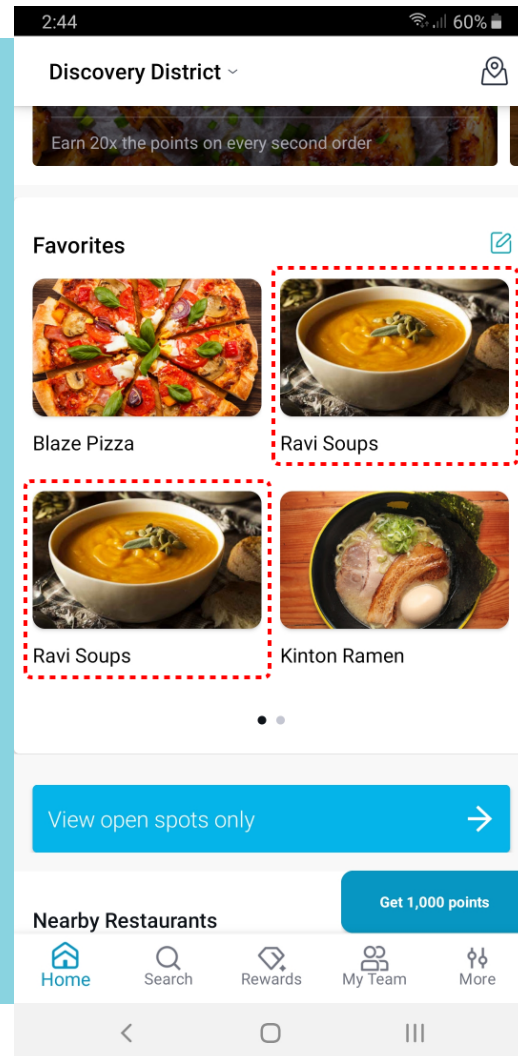 2:44 60%
Discovery District
Earn 20x the points on every second order
Favorites
Blaze Pizza
Ravi Soups
Ravi Soups
Kinton Ramen
View open spots only
Get 1,000 points
Nearby Restaurants
Home Search Rewards My Team More